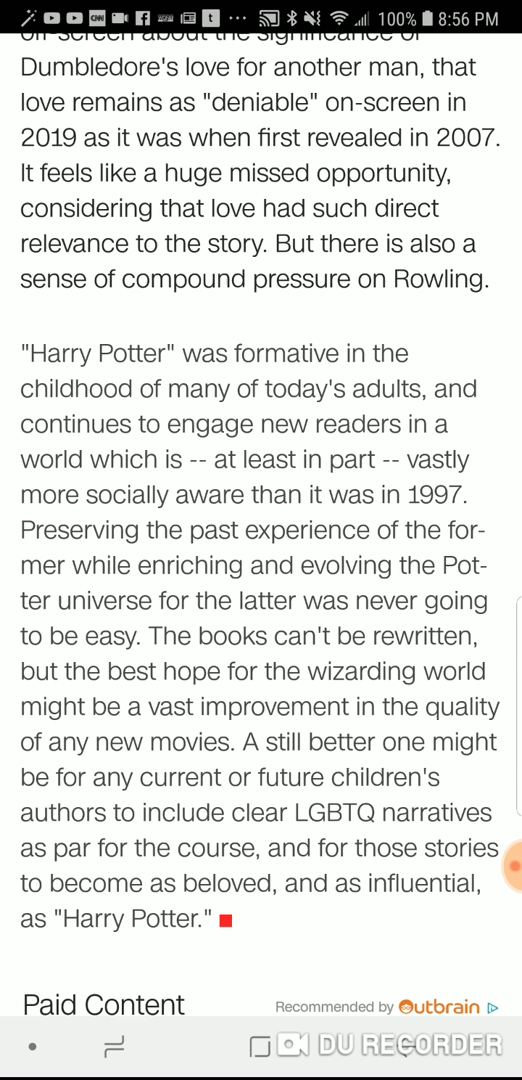 100% 8:56 PM
off-screen about the significance of
Dumbledore's love for another man, that
love remains as "deniable" on-screen in
2019 as it was when first revealed in 2007.
It feels like a huge missed opportunity,
considering that love had such direct
relevance to the story. But there is also a
sense of compound pressure on Rowling.
"Harry Potter" was formative in the
childhood of many of today's adults, and
continues to engage new readers in a
world which is -- at least in part -- vastly
more socially aware than it was in 1997.
Preserving the past experience of the for-
mer while enriching and evolving the Pot-
ter universe for the latter was never going
to be easy. The books can't be rewritten,
but the best hope for the wizarding world
might be a vast improvement in the quality
of any new movies. A still better one might
be for any current or future children's
authors to include clear LGBTQ narratives
as par for the course, and for those stories
to become as beloved, and as influential,
as "Harry Potter."
Paid Content Recommended by Outbrain
DU RECORDER